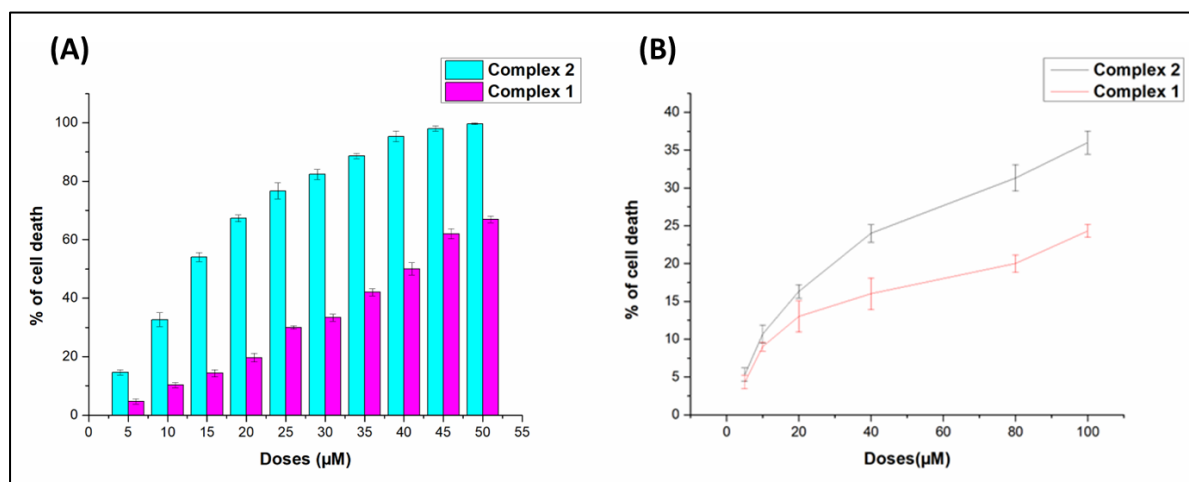 (A)
Complex 2
Complex 1
100
80
60
40
20
0
% of cell death
0 5 10 15 20 25 30 35 40 45 50 55
Doses (µM)
(B)
Complex 2
Complex 1
40
35
30
25
20
15
10
5
0
% of cell death
0 20 40 60 80 100
Doses(µM)